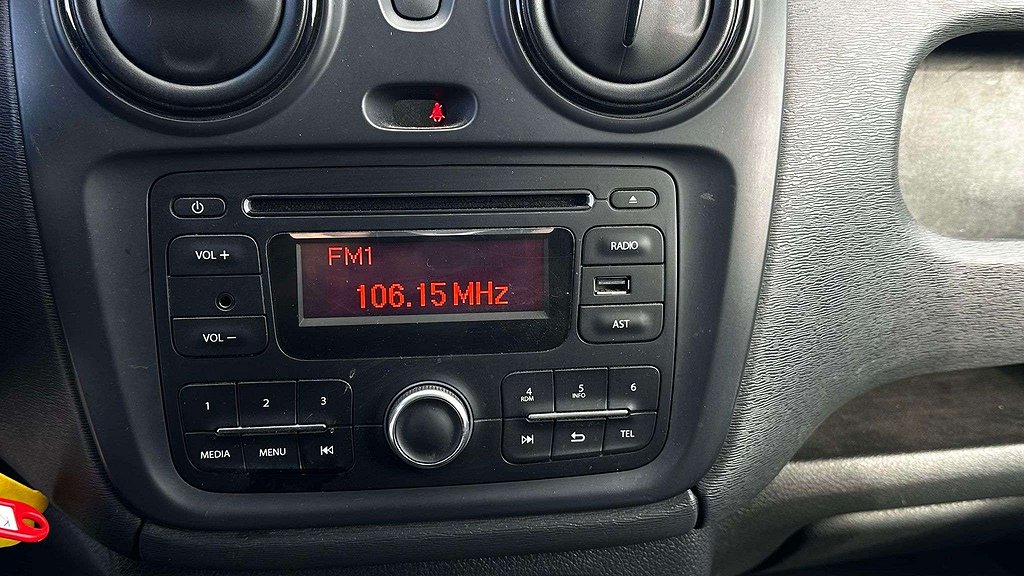 VOL +
VOL −
FM1
106.15 MHz
RADIO
AST
1
2
3
MEDIA
MENU
4
RDM
5
INFO
6
TEL